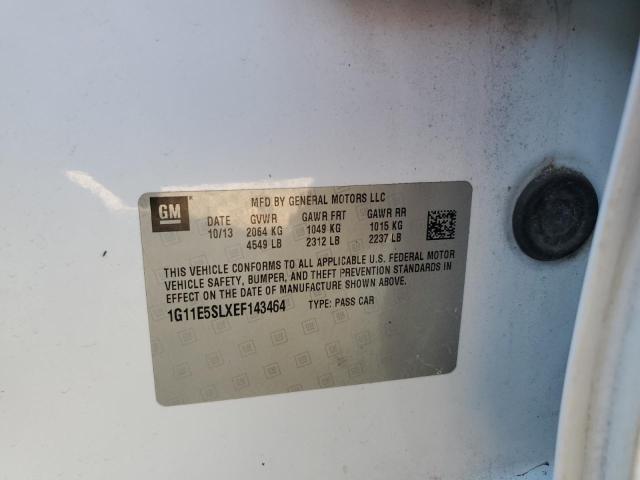 GM
MFD BY GENERAL MOTORS LLC
DATE GVWR GAWR FRT GAWR RR
10/13 2064 KG 1049 KG 1015 KG
4549 LB 2312 LB 2237 LB
THIS VEHICLE CONFORMS TO ALL APPLICABLE U.S. FEDERAL MOTOR
VEHICLE SAFETY, BUMPER, AND THEFT PREVENTION STANDARDS IN
EFFECT ON THE DATE OF MANUFACTURE SHOWN ABOVE.
1G11E5SLXEF143464 TYPE: PASS CAR